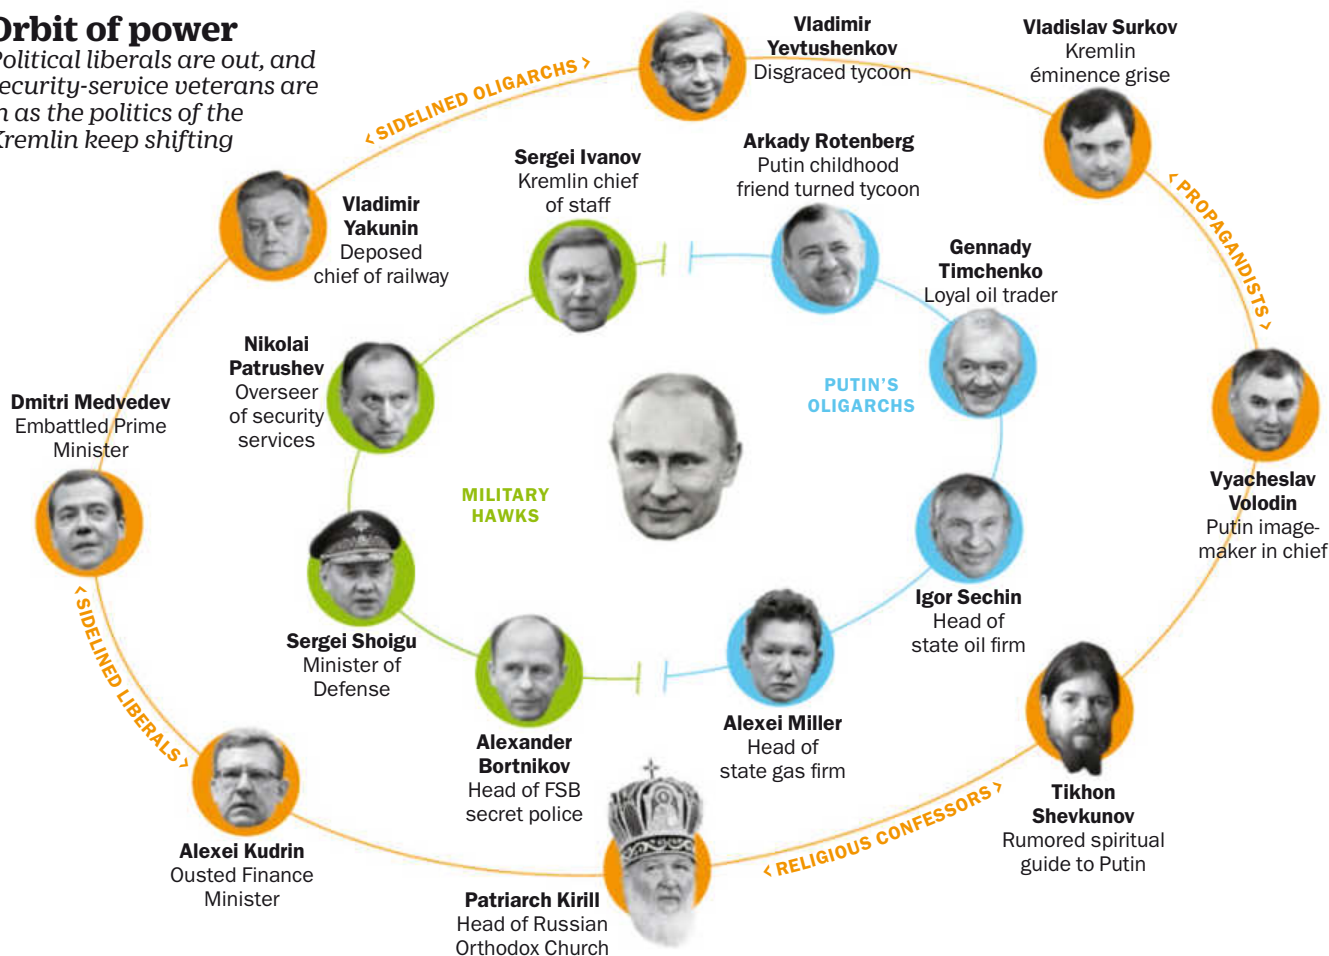 Orbit of power
Political liberals are out, and
security-service veterans are
in as the politics of the
Kremlin keep shifting
Vladimir
Yevtushenkov
Disgraced tycoon
Vladislav Surkov
Kremlin
éminence grise
< SIDELINED OLIGARCHS >
Sergei Ivanov
Kremlin chief
of staff
Arkady Rotenberg
Putin childhood
friend turned tycoon
< PROPAGANDISTS >
Vladimir
Yakunin
Deposed
chief of railway
Gennady
Timchenko
Loyal oil trader
Nikolai
Patrushev
Overseer
of security
services
Dmitri Medvedev
Embattled Prime
Minister
PUTIN'S
OLIGARCHS
MILITARY
HAWKS
Vyacheslav
Volodin
Putin image-
maker in chief
< SIDELINED LIBERALS >
Sergei Shoigu
Minister of
Defense
Igor Sechin
Head of
state oil firm
Alexander
Bortnikov
Head of FSB
secret police
Alexei Miller
Head of
state gas firm
Tikhon
Shevkunov
Rumored spiritual
guide to Putin
< RELIGIOUS CONFESSORS >
Alexei Kudrin
Ousted Finance
Minister
Patriarch Kirill
Head of Russian
Orthodox Church